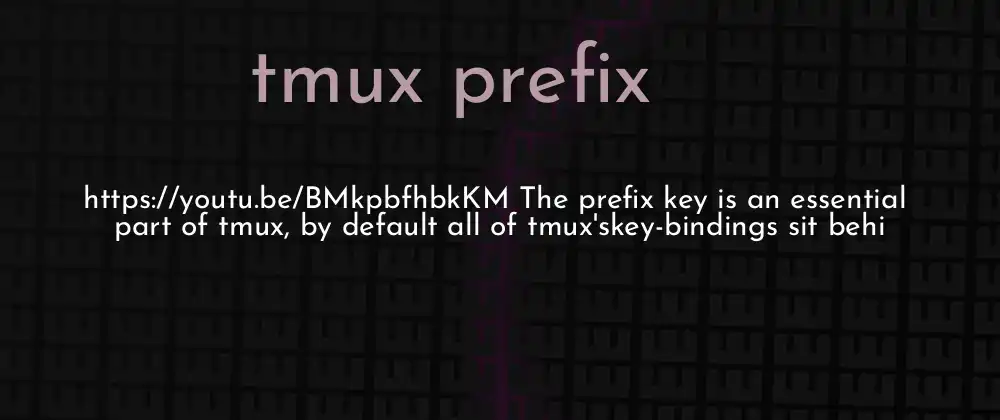 tmux prefix
https://youtu.be/BMkpbfhbkKM The prefix key is an essential
part of tmux, by default all of tmux'skey-bindings sit behi